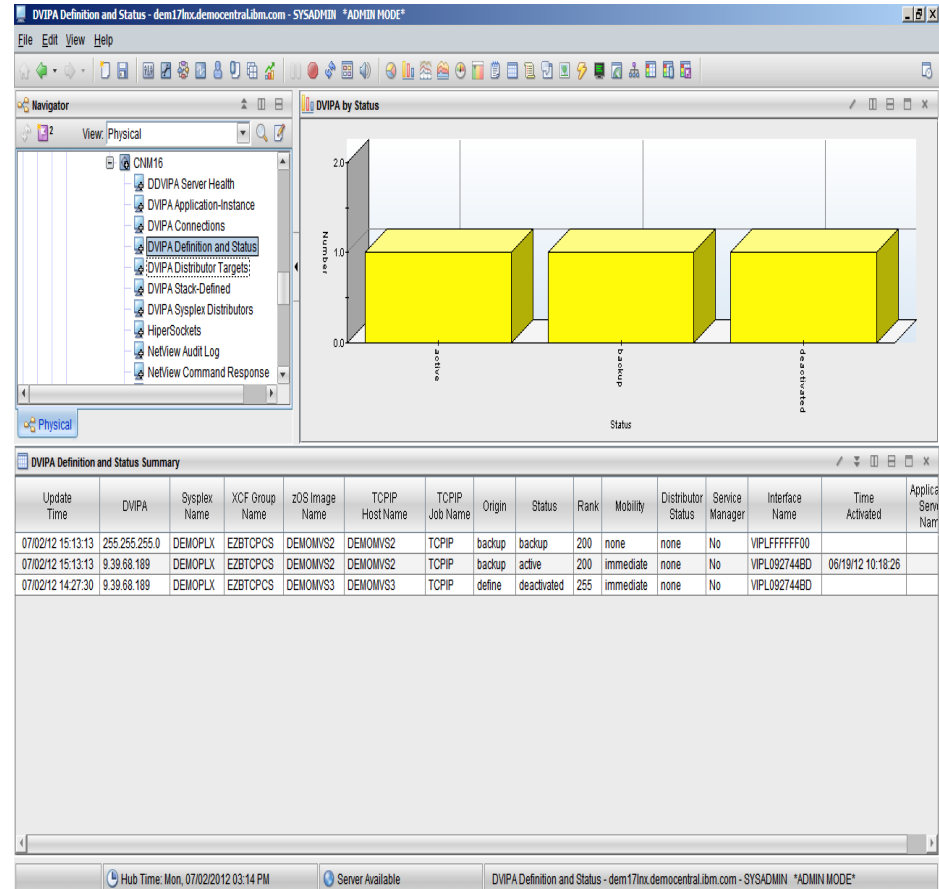 DVIPA Definition and Status - dem17lnx.democentral.ibm.com - SYSADMIN *ADMIN MODE*
File Edit View Help
Navigator
2 View: Physical
CNM16
DDVIPA Server Health
DVIPA Application-Instance
DVIPA Connections
DVIPA Definition and Status
DVIPA Distributor Targets
DVIPA Stack-Defined
DVIPA Sysplex Distributors
HiperSockets
NetView Audit Log
NetView Command Response
Physical
DVIPA by Status
Number
2.0
1.0
0.0
active
backup
deactivated
Status
DVIPA Definition and Status Summary
Update Time DVIPA Sysplex Name XCF Group Name zOS Image Name TCPIP Host Name TCPIP Job Name Origin Status Rank Mobility Distributor Status Service Manager Interface Name Time Activated Applica Serv Nam
07/02/12 15:13:13 255.255.255.0 DEMOPLX EZBTCPCS DEMOMVS2 DEMOMVS2 TCPIP backup backup 200 none none No VIPLFFFFFF00
07/02/12 15:13:13 9.39.68.189 DEMOPLX EZBTCPCS DEMOMVS2 DEMOMVS2 TCPIP backup active 200 immediate none No VIPL092744BD 06/19/12 10:18:26
07/02/12 14:27:30 9.39.68.189 DEMOPLX EZBTCPCS DEMOMVS3 DEMOMVS3 TCPIP define deactivated 255 immediate none No VIPL092744BD
Hub Time: Mon, 07/02/2012 03:14 PM Server Available DVIPA Definition and Status - dem17lnx.democentral.ibm.com - SYSADMIN *ADMIN MODE*